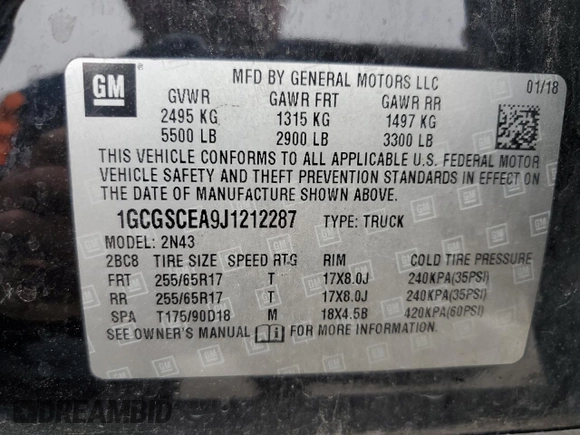 GM
MFD BY GENERAL MOTORS LLC
01/18
GVWR GAWR FRT GAWR RR
2495 KG 1315 KG 1497 KG
5500 LB 2900 LB 3300 LB
THIS VEHICLE CONFORMS TO ALL APPLICABLE U.S. FEDERAL MOTOR
VEHICLE SAFETY AND THEFT PREVENTION STANDARDS IN EFFECT ON
THE DATE OF MANUFACTURE SHOWN ABOVE.
1GCGSCEA9J1212287 TYPE: TRUCK
MODEL: 2N43
2BC8 TIRE SIZE SPEED RTG RIM COLD TIRE PRESSURE
FRT 255/65R17 T 17X8.0J 240KPA(35PSI)
RR 255/65R17 T 17X8.0J 240KPA(35PSI)
SPA T175/90D18 M 18X4.5B 420KPA(60PSI)
SEE OWNER'S MANUAL FOR MORE INFORMATION.
DREAMBID